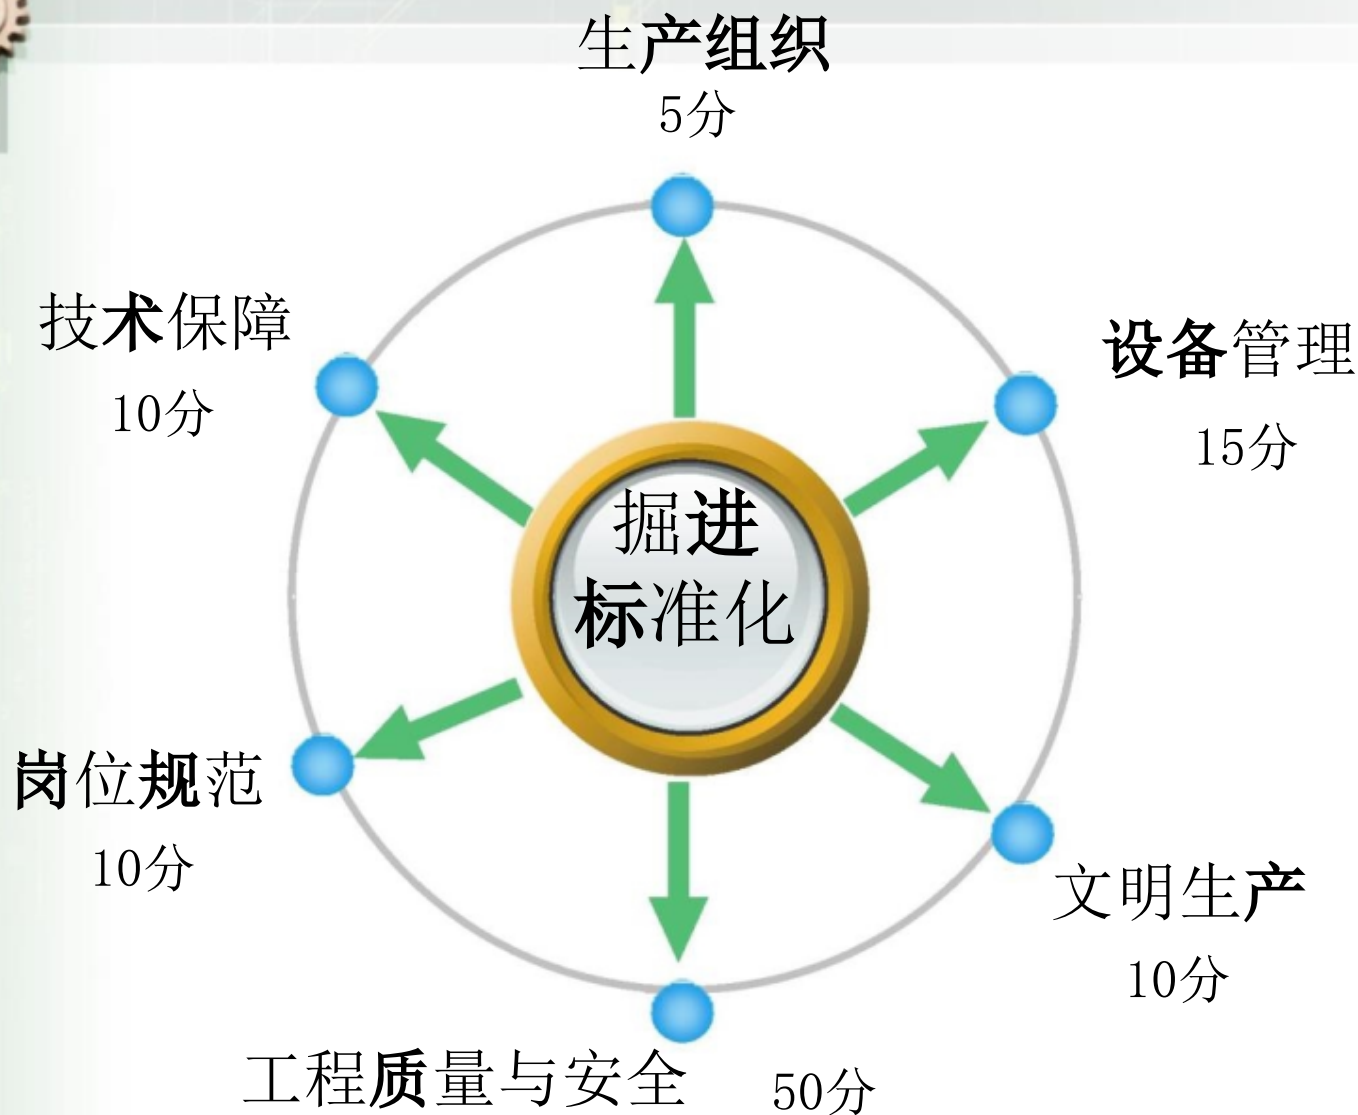 生产组织
5分
技术保障
10分
设备管理
15分
掘进
标准化
岗位规范
10分
文明生产
10分
工程质量与安全 50分